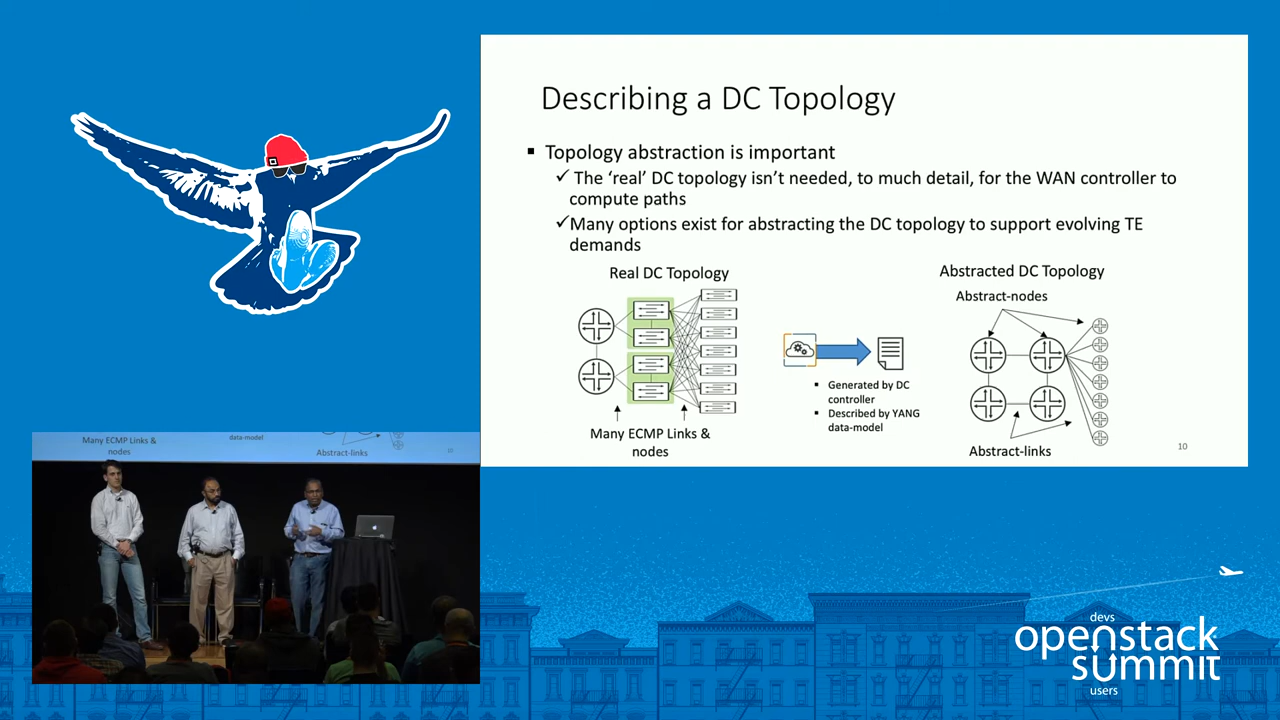 Describing a DC Topology
▪ Topology abstraction is important
✓ The ‘real’ DC topology isn’t needed, to much detail, for the WAN controller to
compute paths
✓Many options exist for abstracting the DC topology to support evolving TE
demands
Real DC Topology
Abstracted DC Topology
Abstract-nodes
▪ Generated by DC
controller
▪ Described by YANG
data-model
Many ECMP Links &
nodes
Abstract-links
10
Many ECMP Links &
nodes
data-model
Abstract-links
10
devs
openstack
summit
users